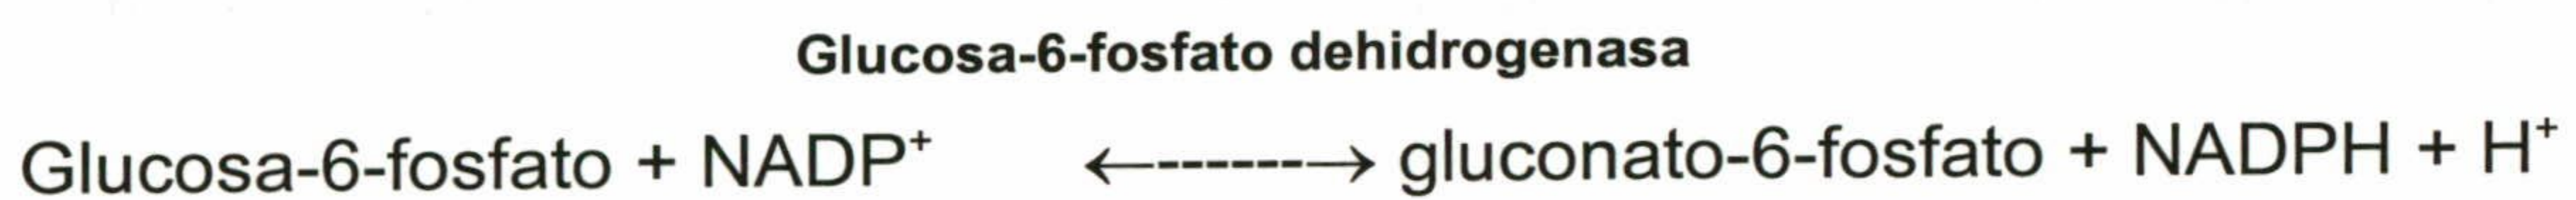 Glucosa-6-fosfato dehidrogenasa
Glucosa-6-fosfato + NADP⁺ ←------→ gluconato-6-fosfato + NADPH + H⁺